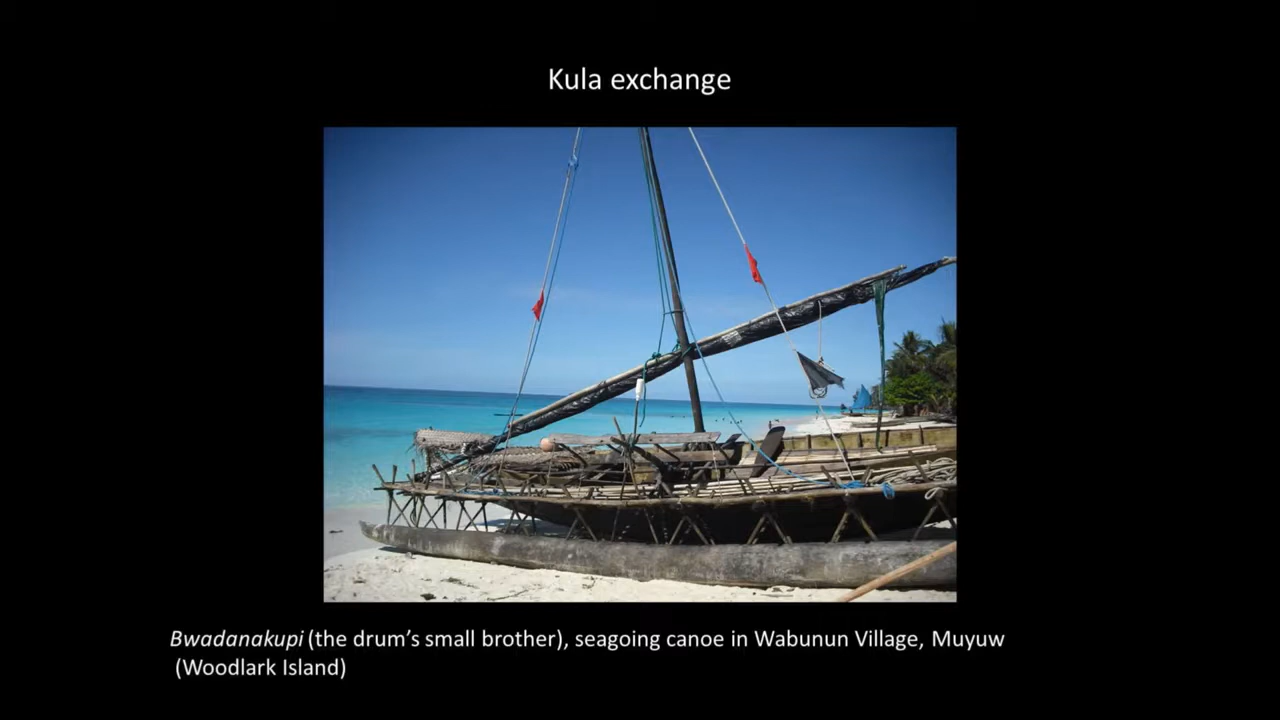 Kula exchange
Bwadanakupi (the drum's small brother), seagoing canoe in Wabunun Village, Muyuw
(Woodlark Island)